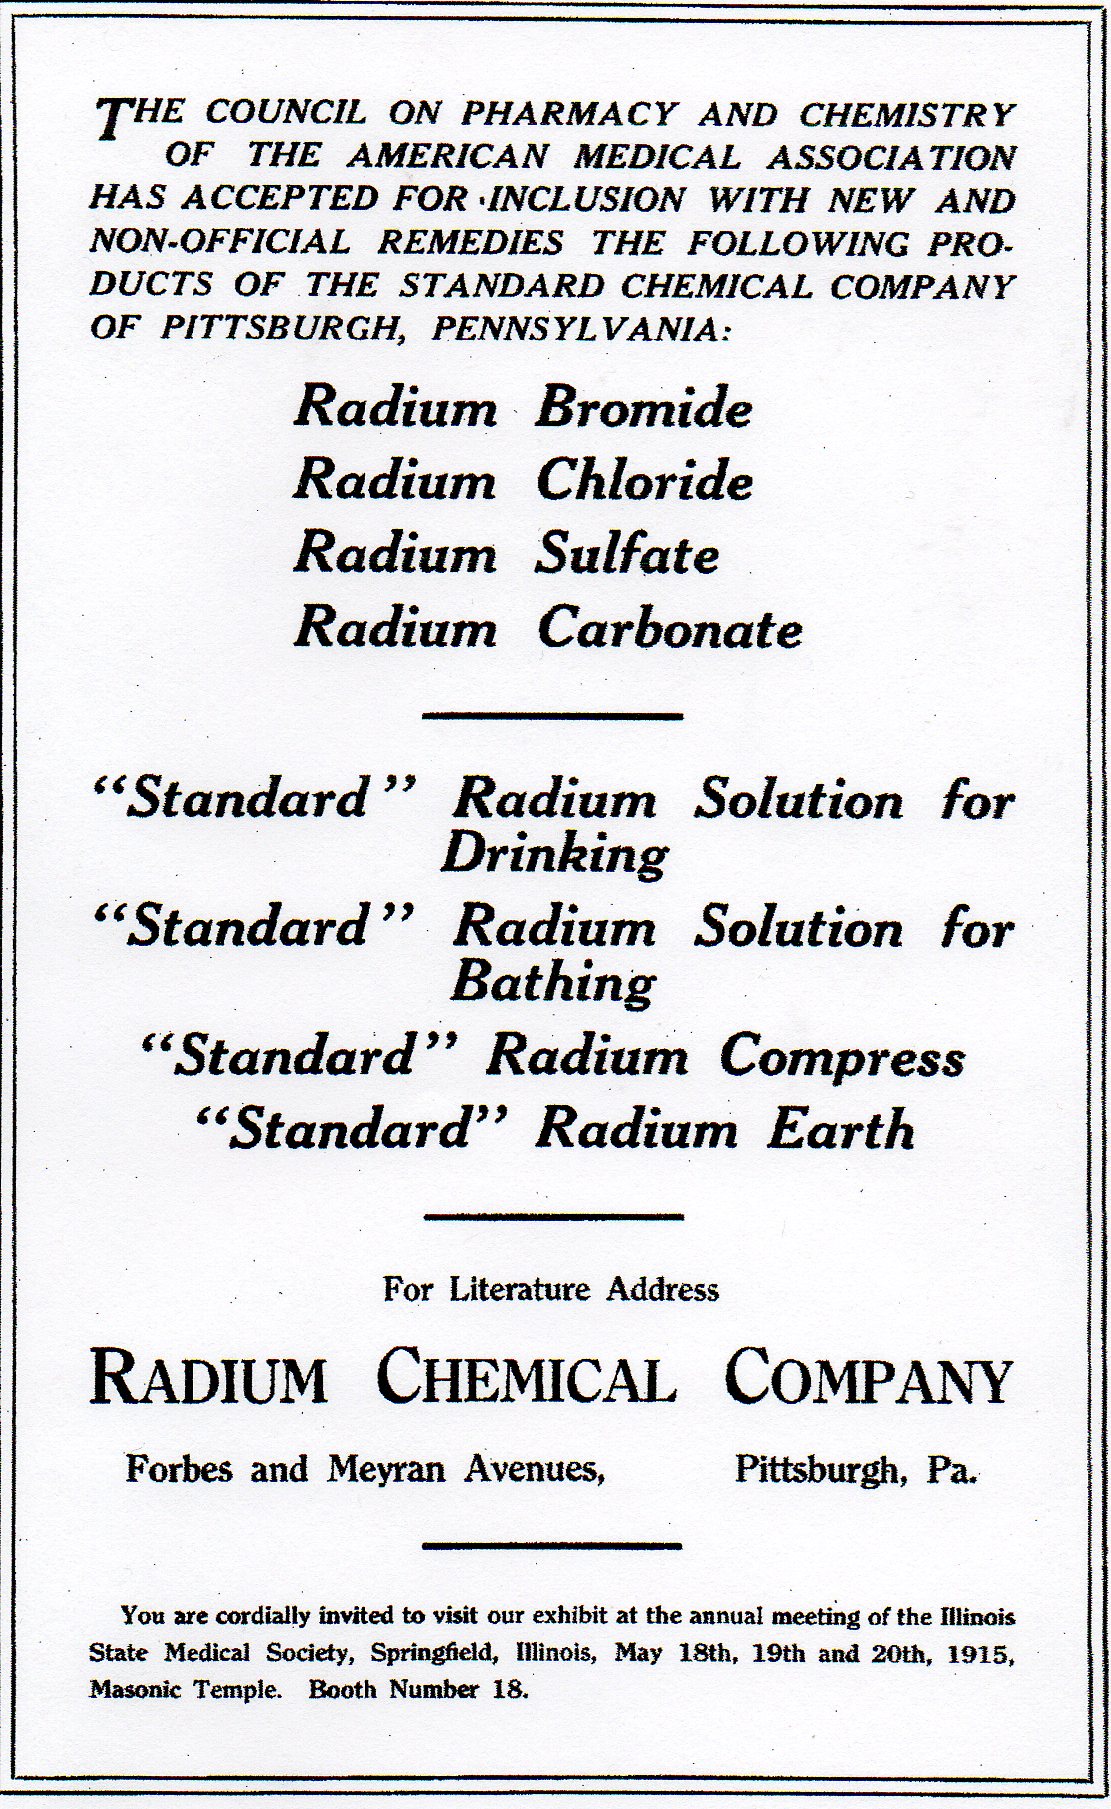 THE COUNCIL ON PHARMACY AND CHEMISTRY
OF THE AMERICAN MEDICAL ASSOCIATION
HAS ACCEPTED FOR INCLUSION WITH NEW AND
NON-OFFICIAL REMEDIES THE FOLLOWING PRO-
DUCTS OF THE STANDARD CHEMICAL COMPANY
OF PITTSBURGH, PENNSYLVANIA:
Radium Bromide
Radium Chloride
Radium Sulfate
Radium Carbonate
“Standard” Radium Solution for
Drinking
“Standard” Radium Solution for
Bathing
“Standard” Radium Compress
“Standard” Radium Earth
For Literature Address
RADIUM CHEMICAL COMPANY
Forbes and Meyran Avenues, Pittsburgh, Pa.
You are cordially invited to visit our exhibit at the annual meeting of the Illinois
State Medical Society, Springfield, Illinois, May 18th, 19th and 20th, 1915,
Masonic Temple. Booth Number 18.